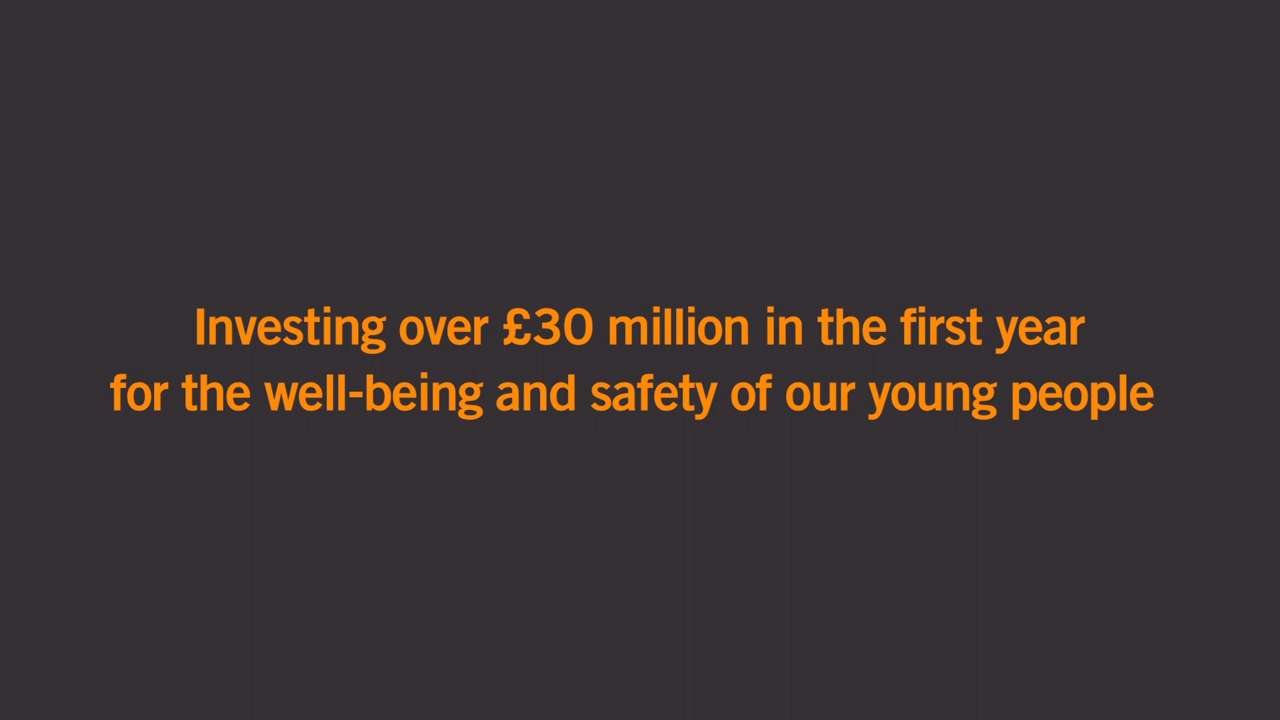 Investing over £30 million in the first year
for the well-being and safety of our young people